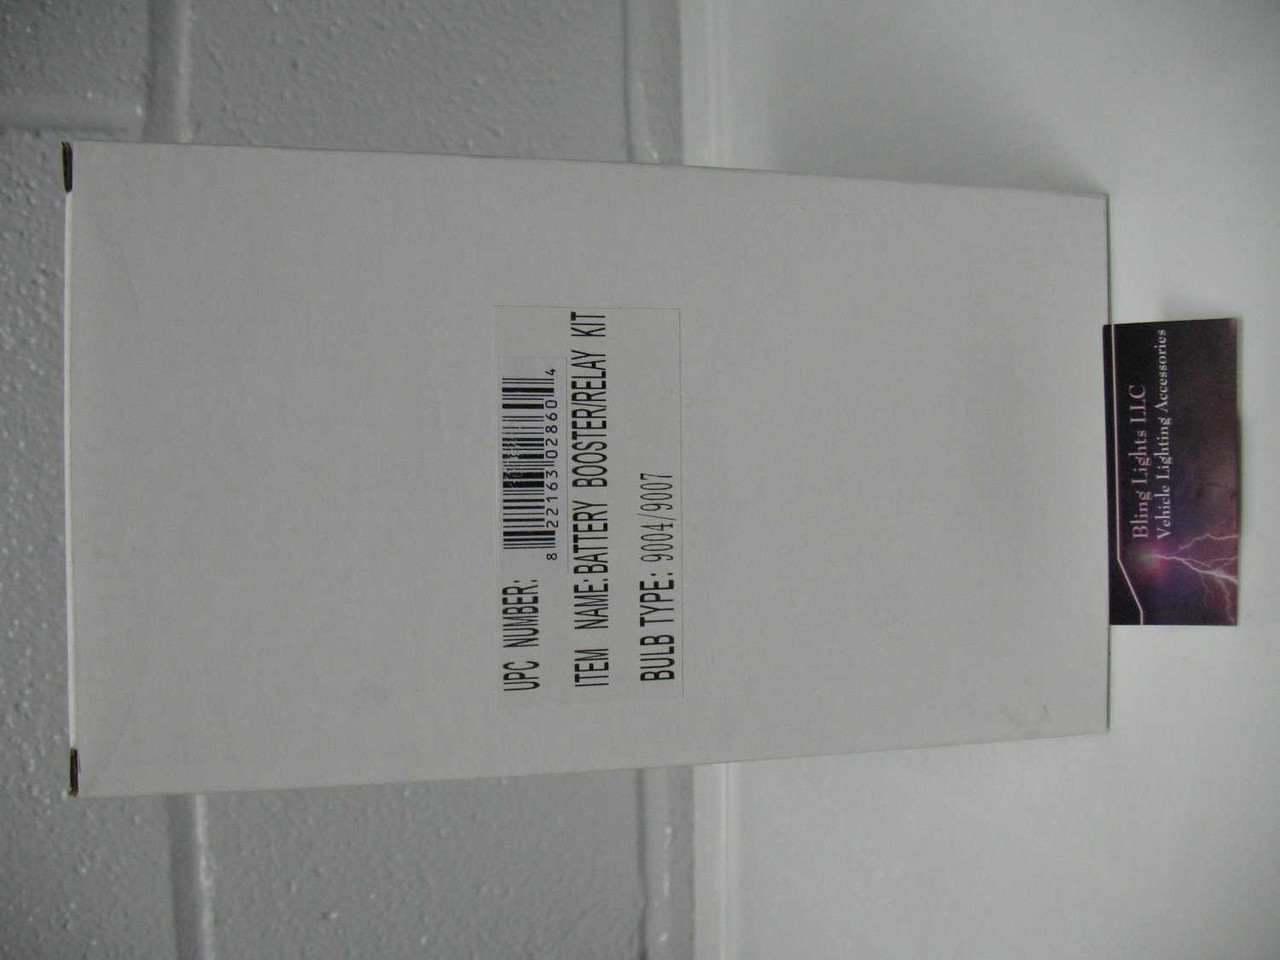 UPC NUMBER:
8 22163 02860 4
ITEM NAME:BATTERY BOOSTER/RELAY KIT
BULB TYPE: 9004/9007
Bling Lights LLC
Vehicle Lighting Accessories